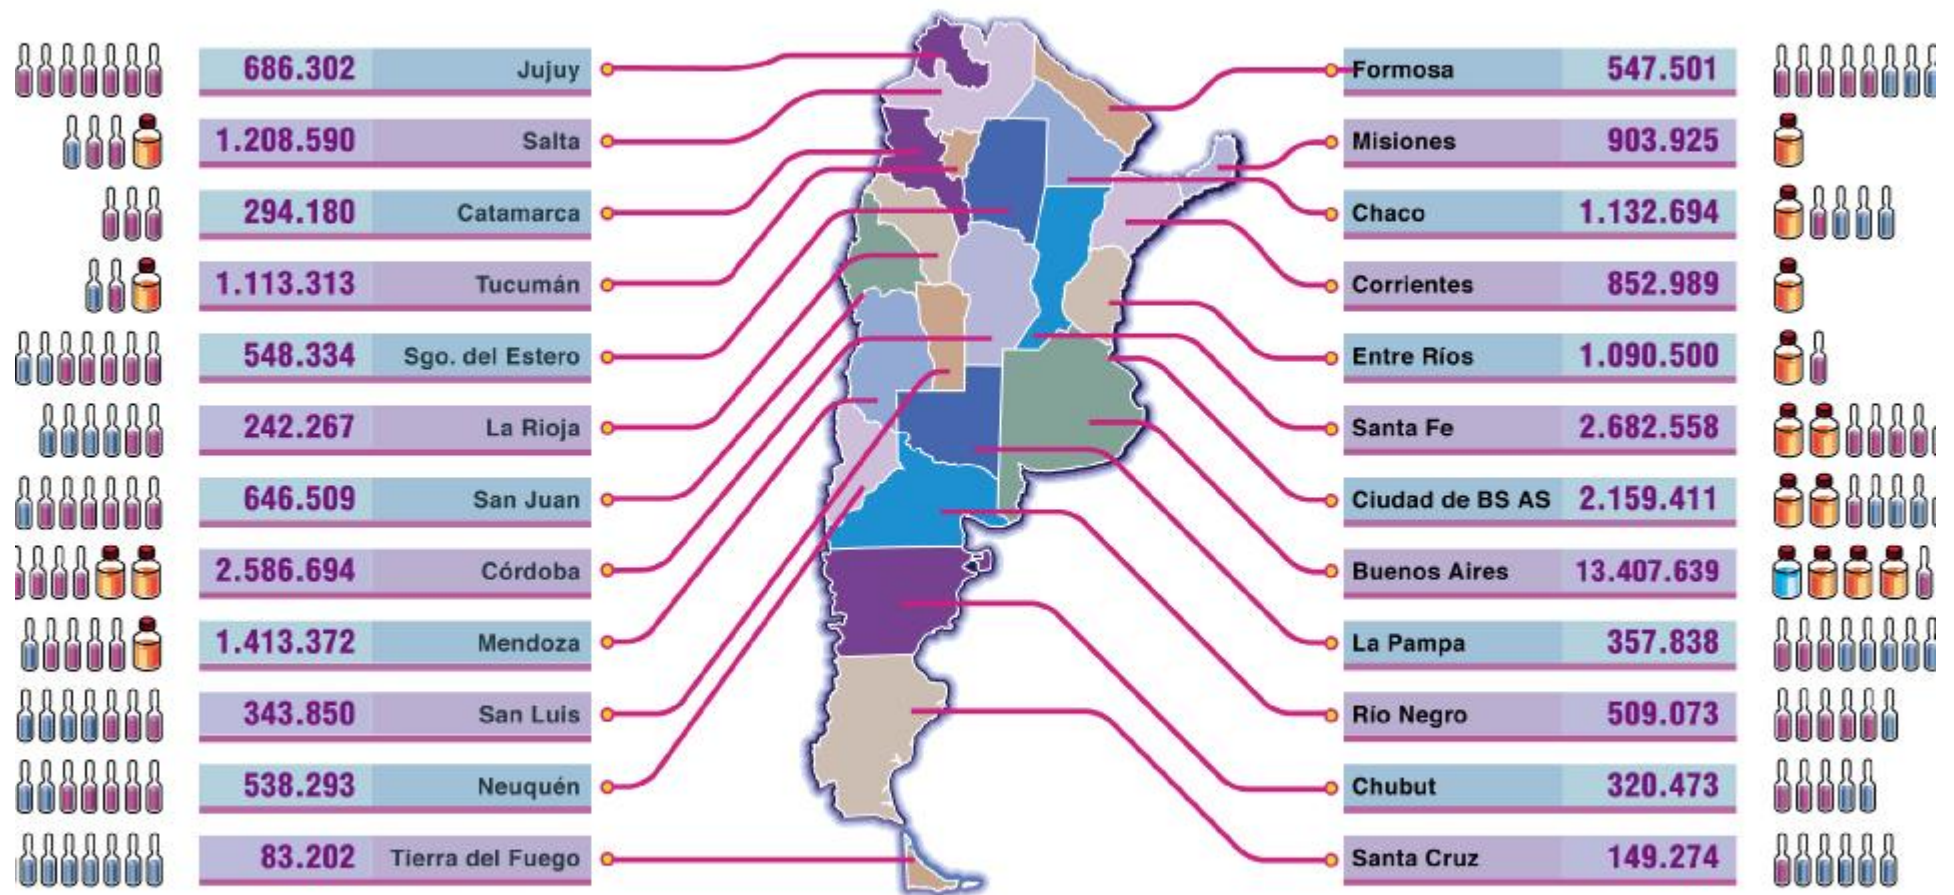 686.302 Jujuy
1.208.590 Salta
294.180 Catamarca
1.113.313 Tucumán
548.334 Sgo. del Estero
242.267 La Rioja
646.509 San Juan
2.586.694 Córdoba
1.413.372 Mendoza
343.850 San Luis
538.293 Neuquén
83.202 Tierra del Fuego
Formosa 547.501
Misiones 903.925
Chaco 1.132.694
Corrientes 852.989
Entre Ríos 1.090.500
Santa Fe 2.682.558
Ciudad de BS AS 2.159.411
Buenos Aires 13.407.639
La Pampa 357.838
Río Negro 509.073
Chubut 320.473
Santa Cruz 149.274